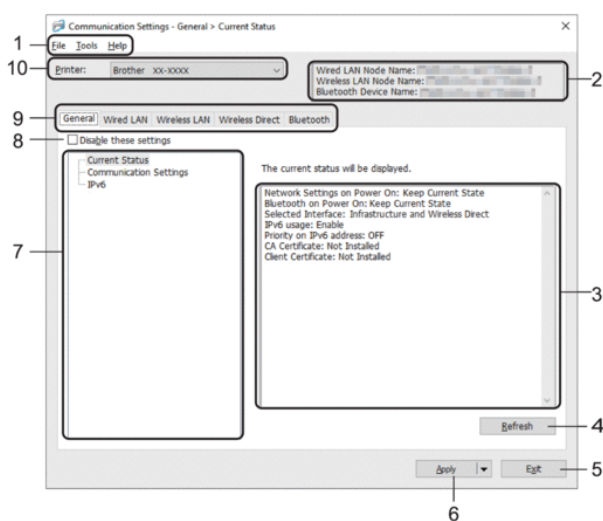 Communication Settings - General > Current Status
1
File Tools Help
10
Printer: Brother XX-XXXX
Wired LAN Node Name:
Wireless LAN Node Name:
Bluetooth Device Name:
2
9
General Wired LAN Wireless LAN Wireless Direct Bluetooth
8
Disable these settings
Current Status
Communication Settings
IPv6
7
The current status will be displayed.
Network Settings on Power On: Keep Current State
Bluetooth on Power On: Keep Current State
Selected Interface: Infrastructure and Wireless Direct
IPv6 usage: Enable
Priority on IPv6 address: OFF
CA Certificate: Not Installed
Client Certificate: Not Installed
3
Refresh
4
Apply
Exit
5
6